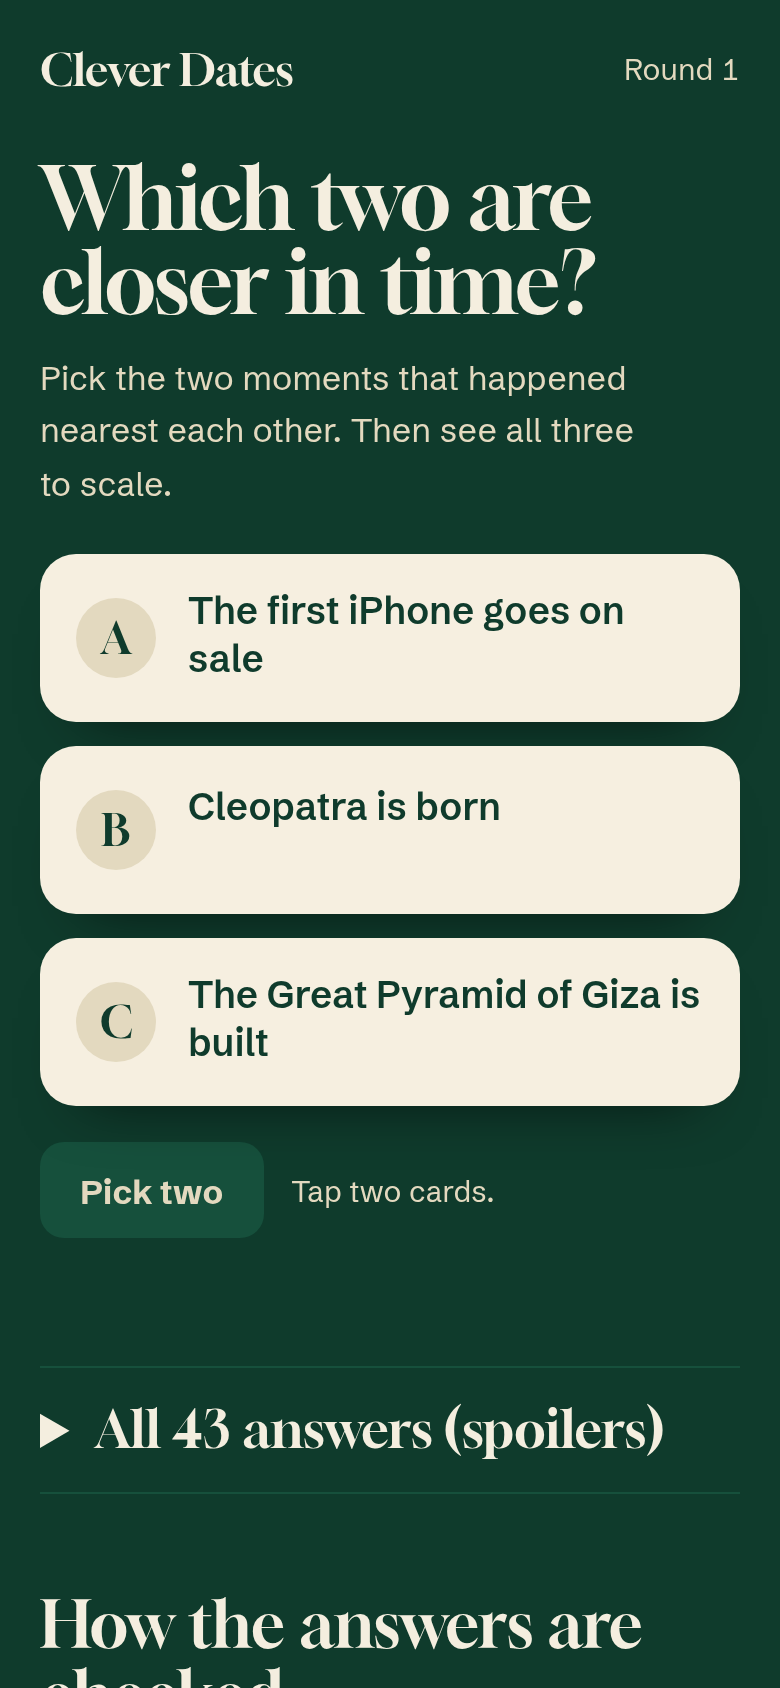 Clever Dates
Round 1
Which two are
closer in time?
Pick the two moments that happened
nearest each other. Then see all three
to scale.
A
The first iPhone goes on
sale
B
Cleopatra is born
C
The Great Pyramid of Giza is
built
Pick two
Tap two cards.
All 43 answers (spoilers)
How the answers are
checked